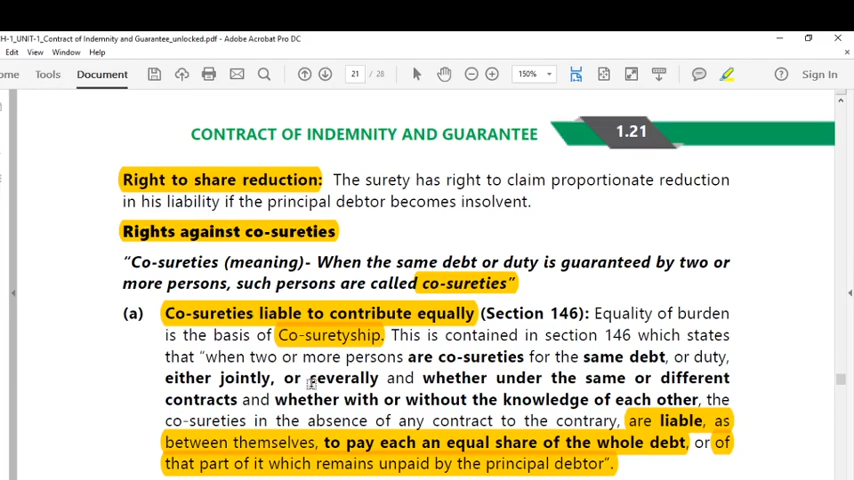 H-1_UNIT-1_Contract of Indemnity and Guarantee_unlocked.pdf - Adobe Acrobat Pro DC
Edit View Window Help
ome Tools Document 21 / 28 150% Sign In
CONTRACT OF INDEMNITY AND GUARANTEE 1.21
Right to share reduction: The surety has right to claim proportionate reduction
in his liability if the principal debtor becomes insolvent.
Rights against co-sureties
“Co-sureties (meaning)- When the same debt or duty is guaranteed by two or
more persons, such persons are called co-sureties”
(a) Co-sureties liable to contribute equally (Section 146): Equality of burden
is the basis of Co-suretyship. This is contained in section 146 which states
that “when two or more persons are co-sureties for the same debt, or duty,
either jointly, or severally and whether under the same or different
contracts and whether with or without the knowledge of each other, the
co-sureties in the absence of any contract to the contrary, are liable, as
between themselves, to pay each an equal share of the whole debt, or of
that part of it which remains unpaid by the principal debtor”.